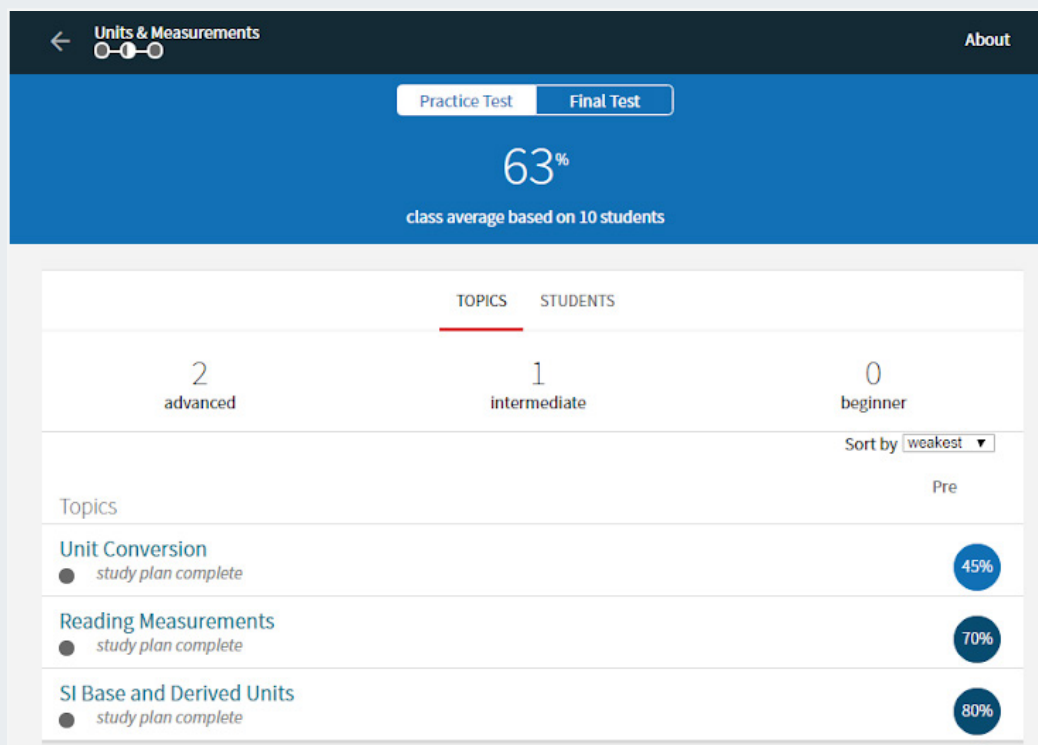 Units & Measurements
About
Practice Test Final Test
63%
class average based on 10 students
TOPICS STUDENTS
2 1 0
advanced intermediate beginner
Sort by weakest
Pre
Topics
Unit Conversion
study plan complete
45%
Reading Measurements
study plan complete
70%
SI Base and Derived Units
study plan complete
80%